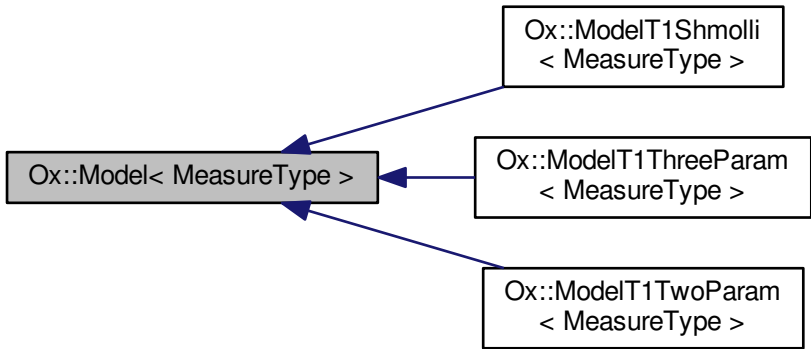 Ox::ModelT1Shmolli
< MeasureType >
Ox::Model< MeasureType >
Ox::ModelT1ThreeParam
< MeasureType >
Ox::ModelT1TwoParam
< MeasureType >